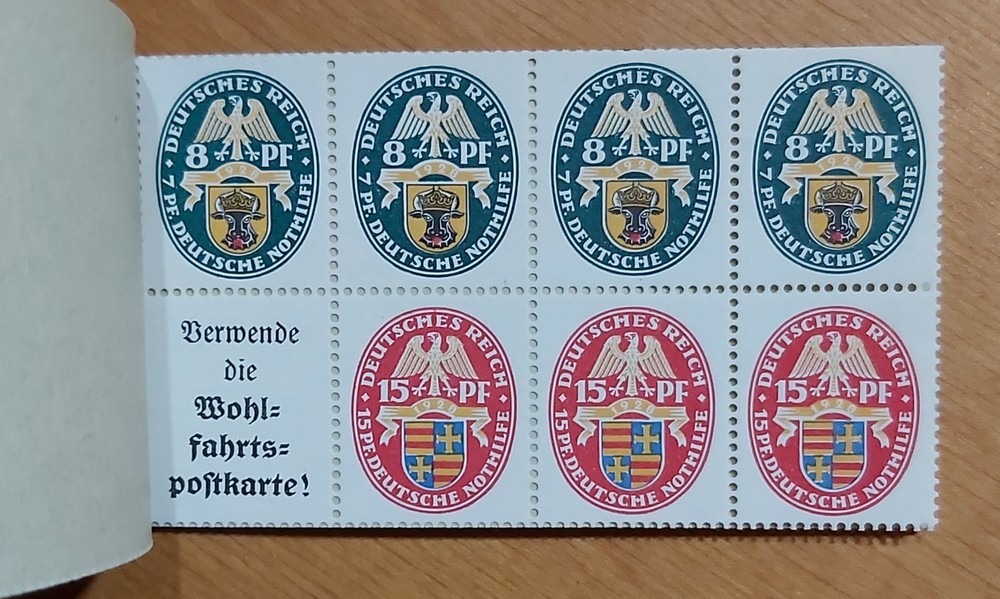 DEUTSCHES REICH
8 PF
1928
7 PF. DEUTSCHE NOTHILFE
DEUTSCHES REICH
8 PF
1928
7 PF. DEUTSCHE NOTHILFE
DEUTSCHES REICH
8 PF
1928
7 PF. DEUTSCHE NOTHILFE
DEUTSCHES REICH
8 PF
1928
7 PF. DEUTSCHE NOTHILFE
Verwende
die
Wohl=
fahrts=
poſtkarte!
DEUTSCHES REICH
15 PF
1928
15 PF. DEUTSCHE NOTHILFE
DEUTSCHES REICH
15 PF
1928
15 PF. DEUTSCHE NOTHILFE
DEUTSCHES REICH
15 PF
1928
15 PF. DEUTSCHE NOTHILFE